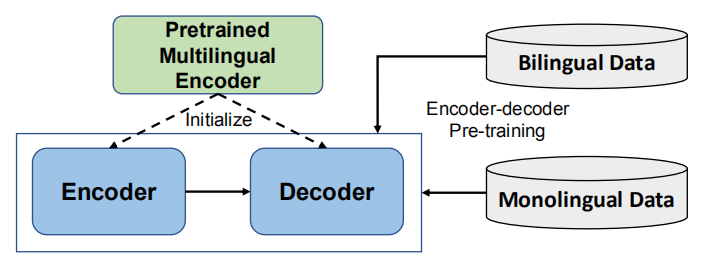 Pretrained
Multilingual
Encoder
Bilingual Data
Initialize
Encoder-decoder
Pre-training
Encoder
Decoder
Monolingual Data